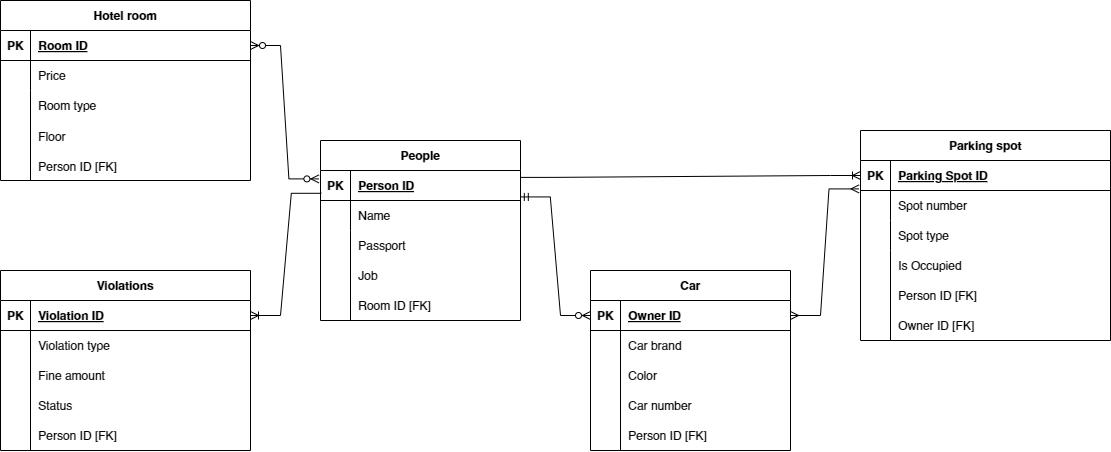 Hotel room
PK Room ID
Price
Room type
Floor
Person ID [FK]
People
PK Person ID
Name
Passport
Job
Room ID [FK]
Parking spot
PK Parking Spot ID
Spot number
Spot type
Is Occupied
Person ID [FK]
Owner ID [FK]
Violations
PK Violation ID
Violation type
Fine amount
Status
Person ID [FK]
Car
PK Owner ID
Car brand
Color
Car number
Person ID [FK]